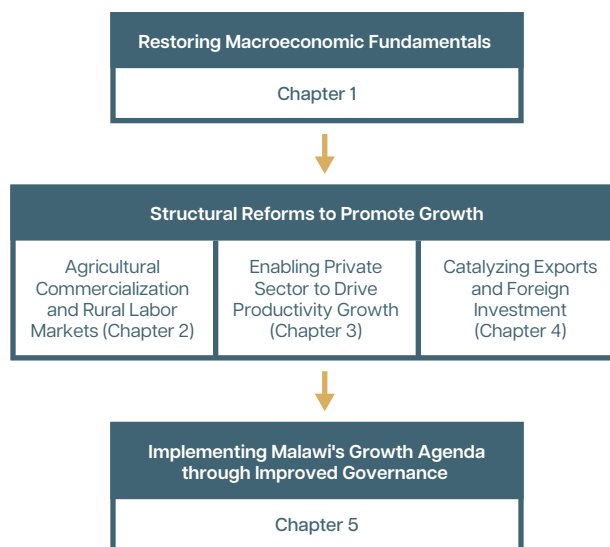 Restoring Macroeconomic Fundamentals
Chapter 1
Structural Reforms to Promote Growth
Agricultural
Commercialization
and Rural Labor
Markets (Chapter 2)
Enabling Private
Sector to Drive
Productivity Growth
(Chapter 3)
Catalyzing Exports
and Foreign
Investment
(Chapter 4)
Implementing Malawi's Growth Agenda
through Improved Governance
Chapter 5